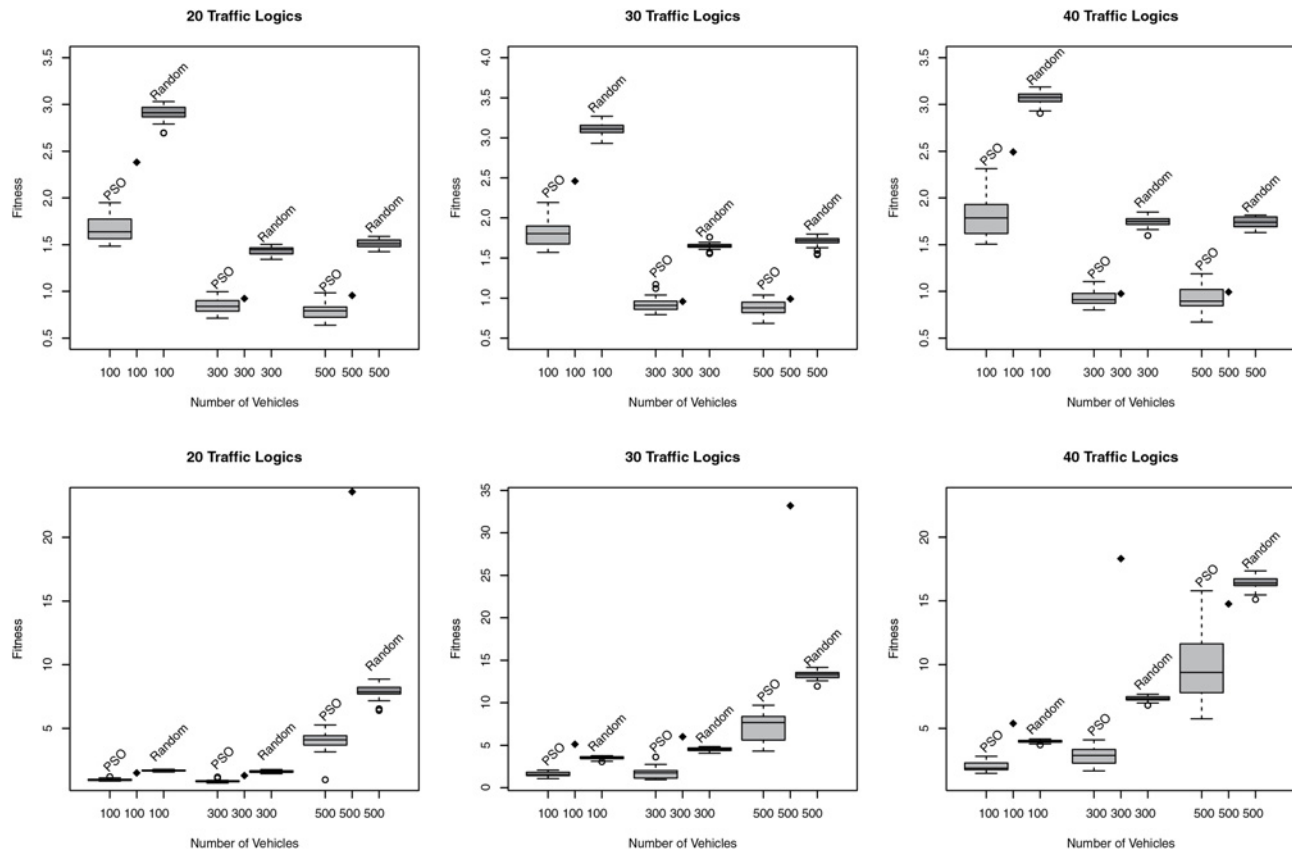 20 Traffic Logics
30 Traffic Logics
40 Traffic Logics
Fitness
3.5
3.0
2.5
2.0
1.5
1.0
0.5
PSO
Random
PSO
Random
PSO
Random
100 100 100 300 300 300 500 500 500
Number of Vehicles
Fitness
4.0
3.5
3.0
2.5
2.0
1.5
1.0
0.5
PSO
Random
PSO
Random
PSO
Random
100 100 100 300 300 300 500 500 500
Number of Vehicles
Fitness
3.5
3.0
2.5
2.0
1.5
1.0
0.5
PSO
Random
PSO
Random
PSO
Random
100 100 100 300 300 300 500 500 500
Number of Vehicles
20 Traffic Logics
30 Traffic Logics
40 Traffic Logics
Fitness
20
15
10
5
PSO
Random
PSO
Random
PSO
Random
100 100 100 300 300 300 500 500 500
Number of Vehicles
Fitness
35
30
25
20
15
10
5
0
PSO
Random
PSO
Random
PSO
Random
100 100 100 300 300 300 500 500 500
Number of Vehicles
Fitness
20
15
10
5
PSO
Random
PSO
Random
PSO
Random
100 100 100 300 300 300 500 500 500
Number of Vehicles